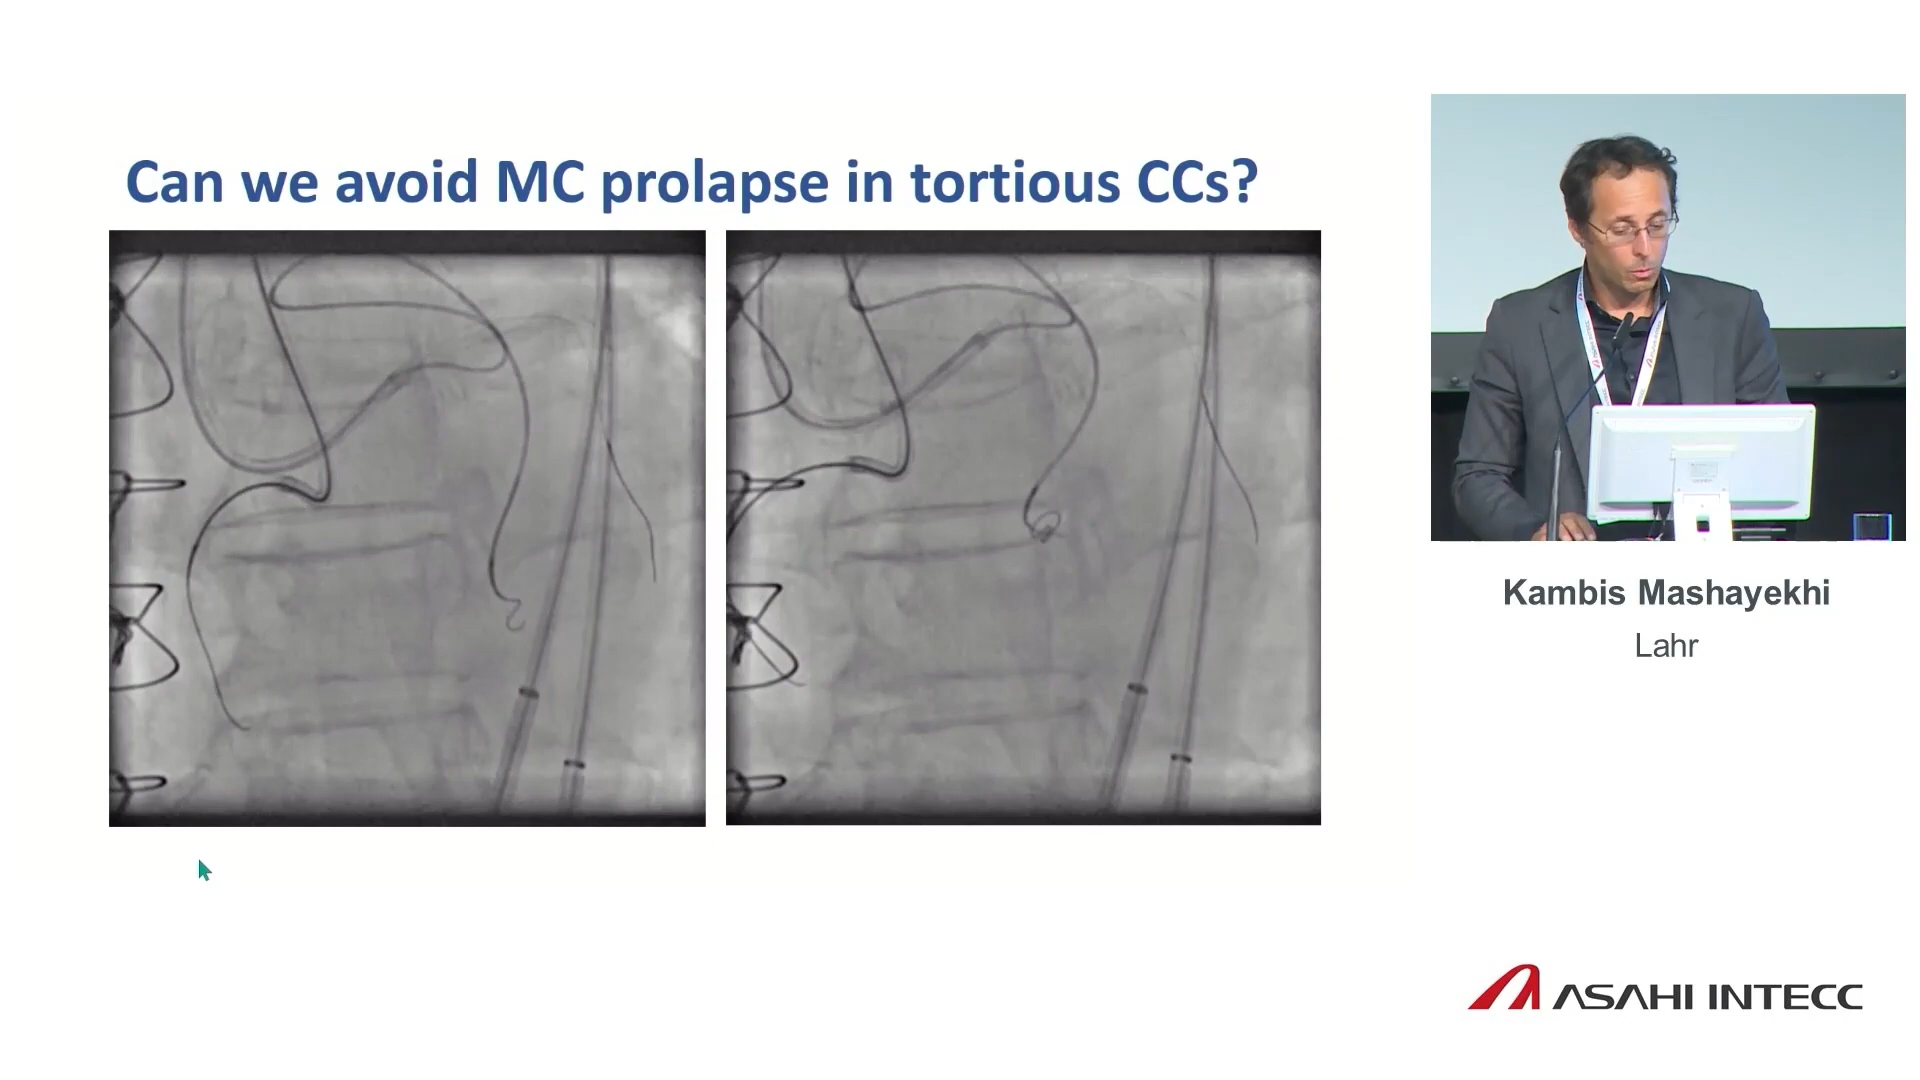 Can we avoid MC prolapse in tortious CCs?
Kambis Mashayekhi
Lahr
ASAHI INTECC